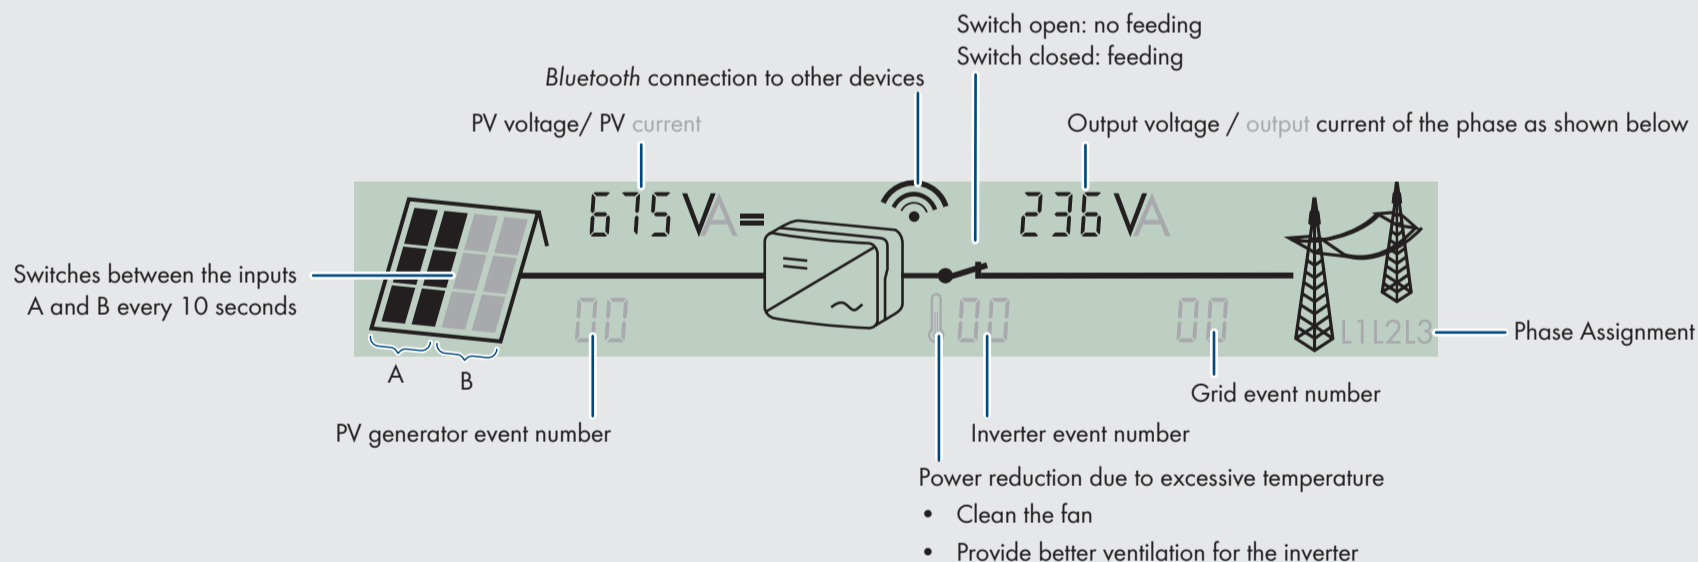 Switch open: no feeding
Switch closed: feeding
Bluetooth connection to other devices
PV voltage/ PV current
Output voltage / output current of the phase as shown below
675 VA
236 VA
Switches between the inputs
A and B every 10 seconds
00
00
00
L1L2L3
Phase Assignment
A
B
Grid event number
PV generator event number
Inverter event number
Power reduction due to excessive temperature
• Clean the fan
• Provide better ventilation for the inverter